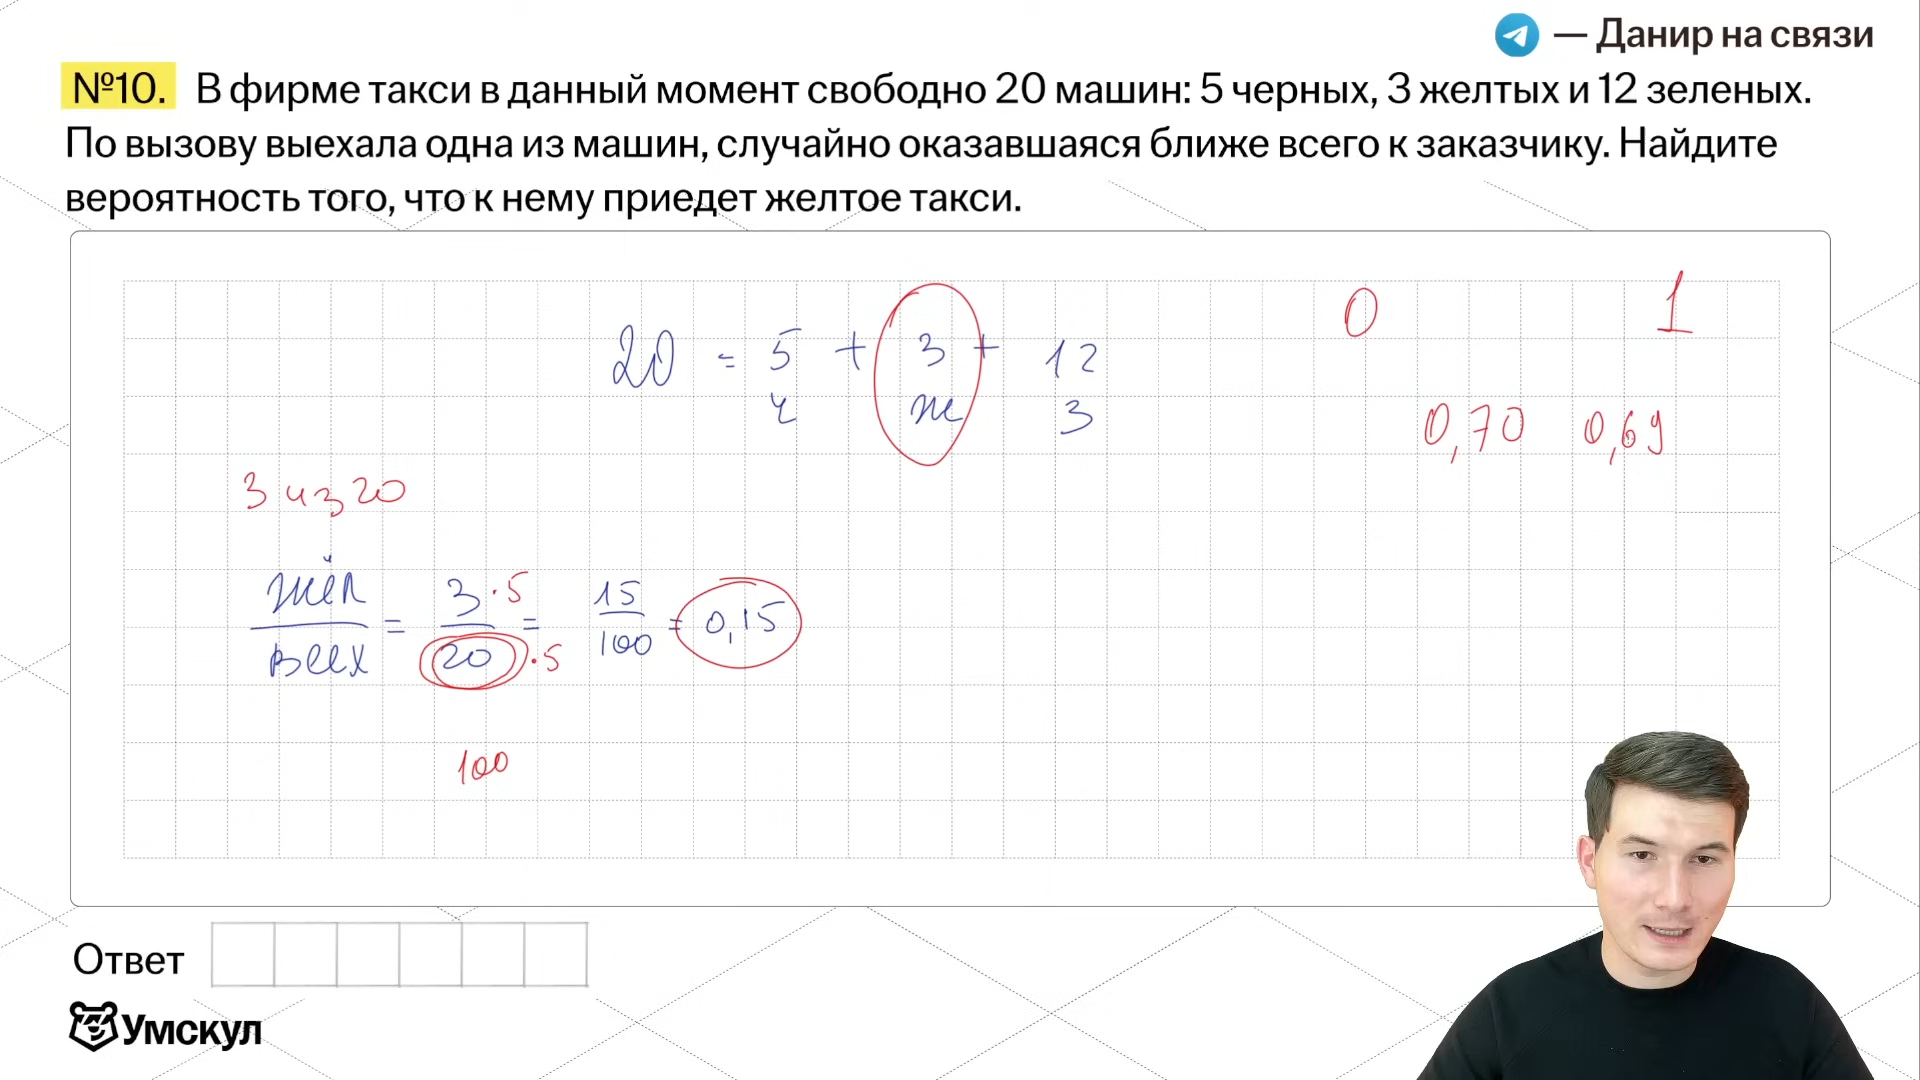 — Данир на связи
№10. В фирме такси в данный момент свободно 20 машин: 5 черных, 3 желтых и 12 зеленых.
По вызову выехала одна из машин, случайно оказавшаяся ближе всего к заказчику. Найдите
вероятность того, что к нему приедет желтое такси.
0 1
20 = 5 + 3 + 12
ч ж з
0,70 0,69
3 из 20
жёл/всех = 3·5/20·5 = 15/100 = 0,15
100
Ответ
Умскул